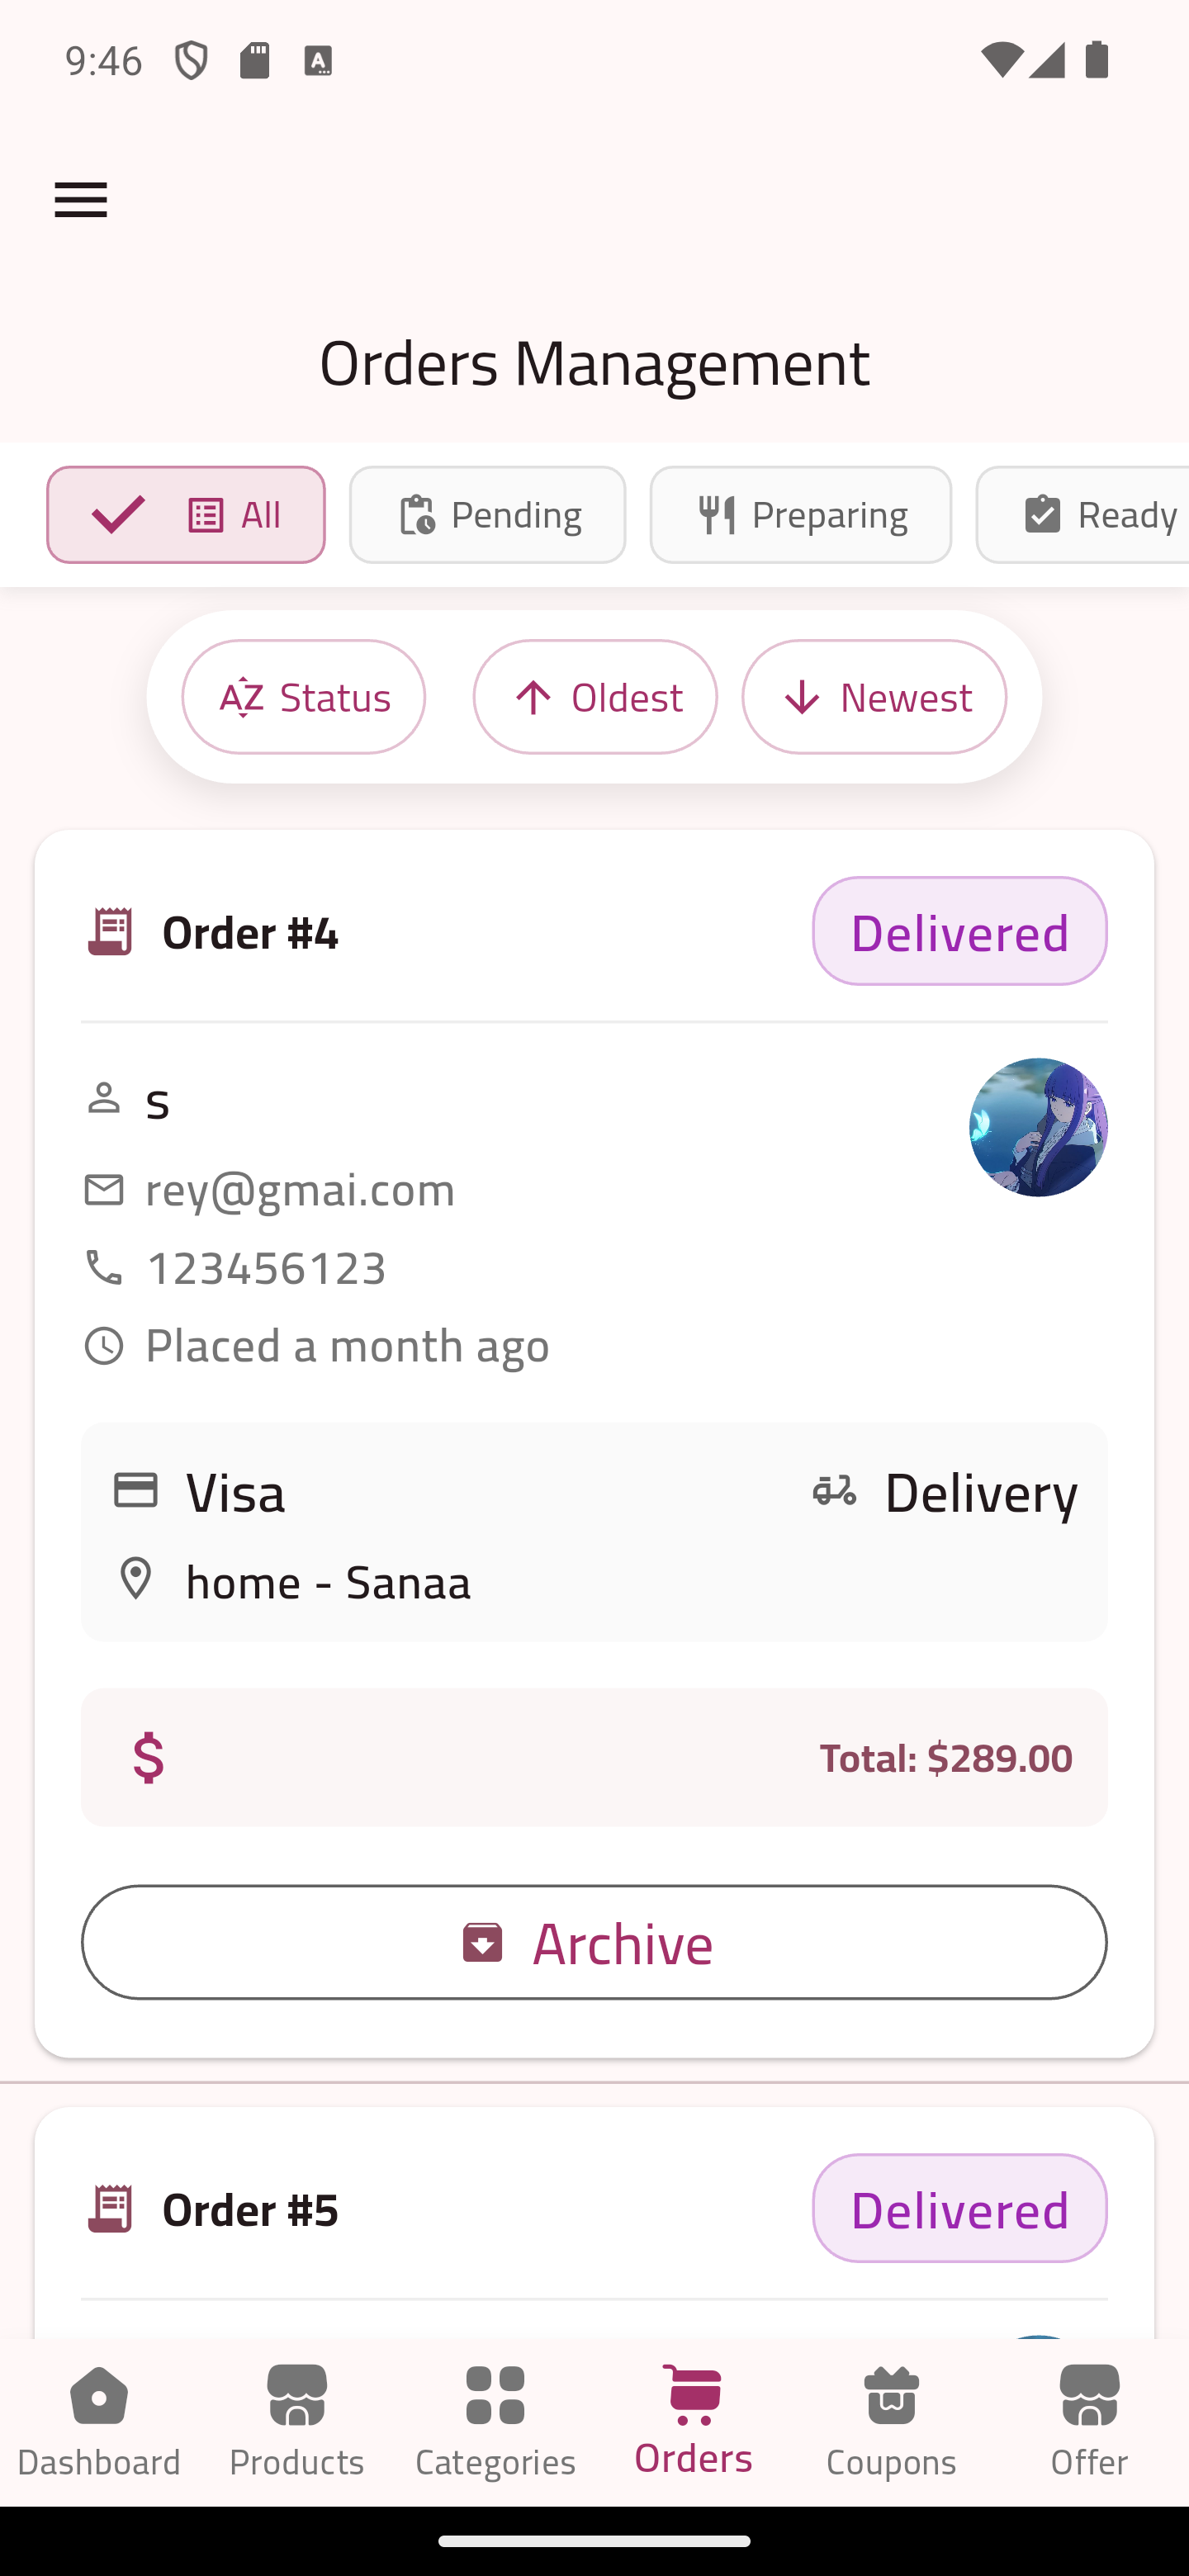 9:46
Orders Management
All Pending Preparing Ready
Status Oldest Newest
Order #4 Delivered
s
rey@gmai.com
123456123
Placed a month ago
Visa Delivery
home - Sanaa
$ Total: $289.00
Archive
Order #5 Delivered
Dashboard Products Categories Orders Coupons Offer